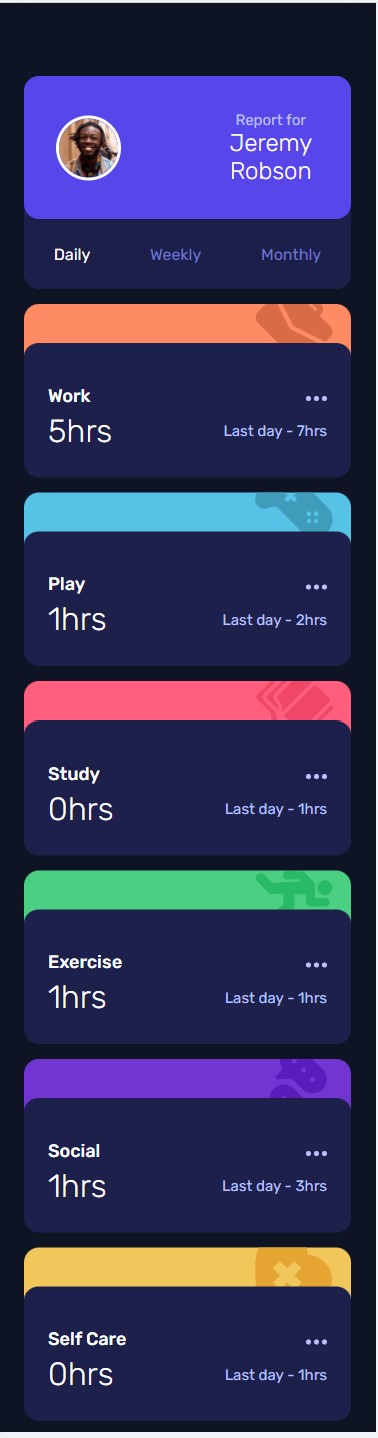 Report for
Jeremy
Robson
Daily Weekly Monthly
Work
5hrs Last day - 7hrs
Play
1hrs Last day - 2hrs
Study
0hrs Last day - 1hrs
Exercise
1hrs Last day - 1hrs
Social
1hrs Last day - 3hrs
Self Care
0hrs Last day - 1hrs